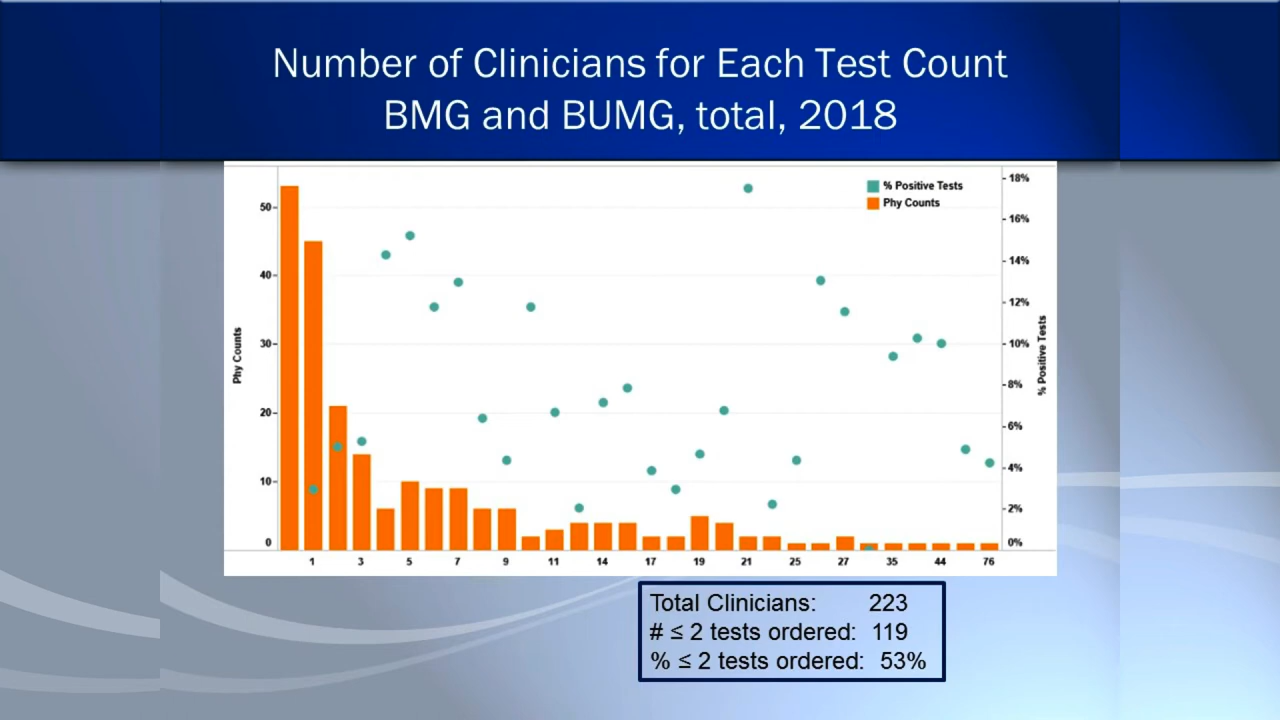 Number of Clinicians for Each Test Count
BMG and BUMG, total, 2018
% Positive Tests
Phy Counts
50
40
30
20
10
0
Phy Counts
18%
16%
14%
12%
10%
8%
6%
4%
2%
0%
% Positive Tests
1 3 5 7 9 11 14 17 19 21 25 27 35 44 76
Total Clinicians: 223
# ≤ 2 tests ordered: 119
% ≤ 2 tests ordered: 53%